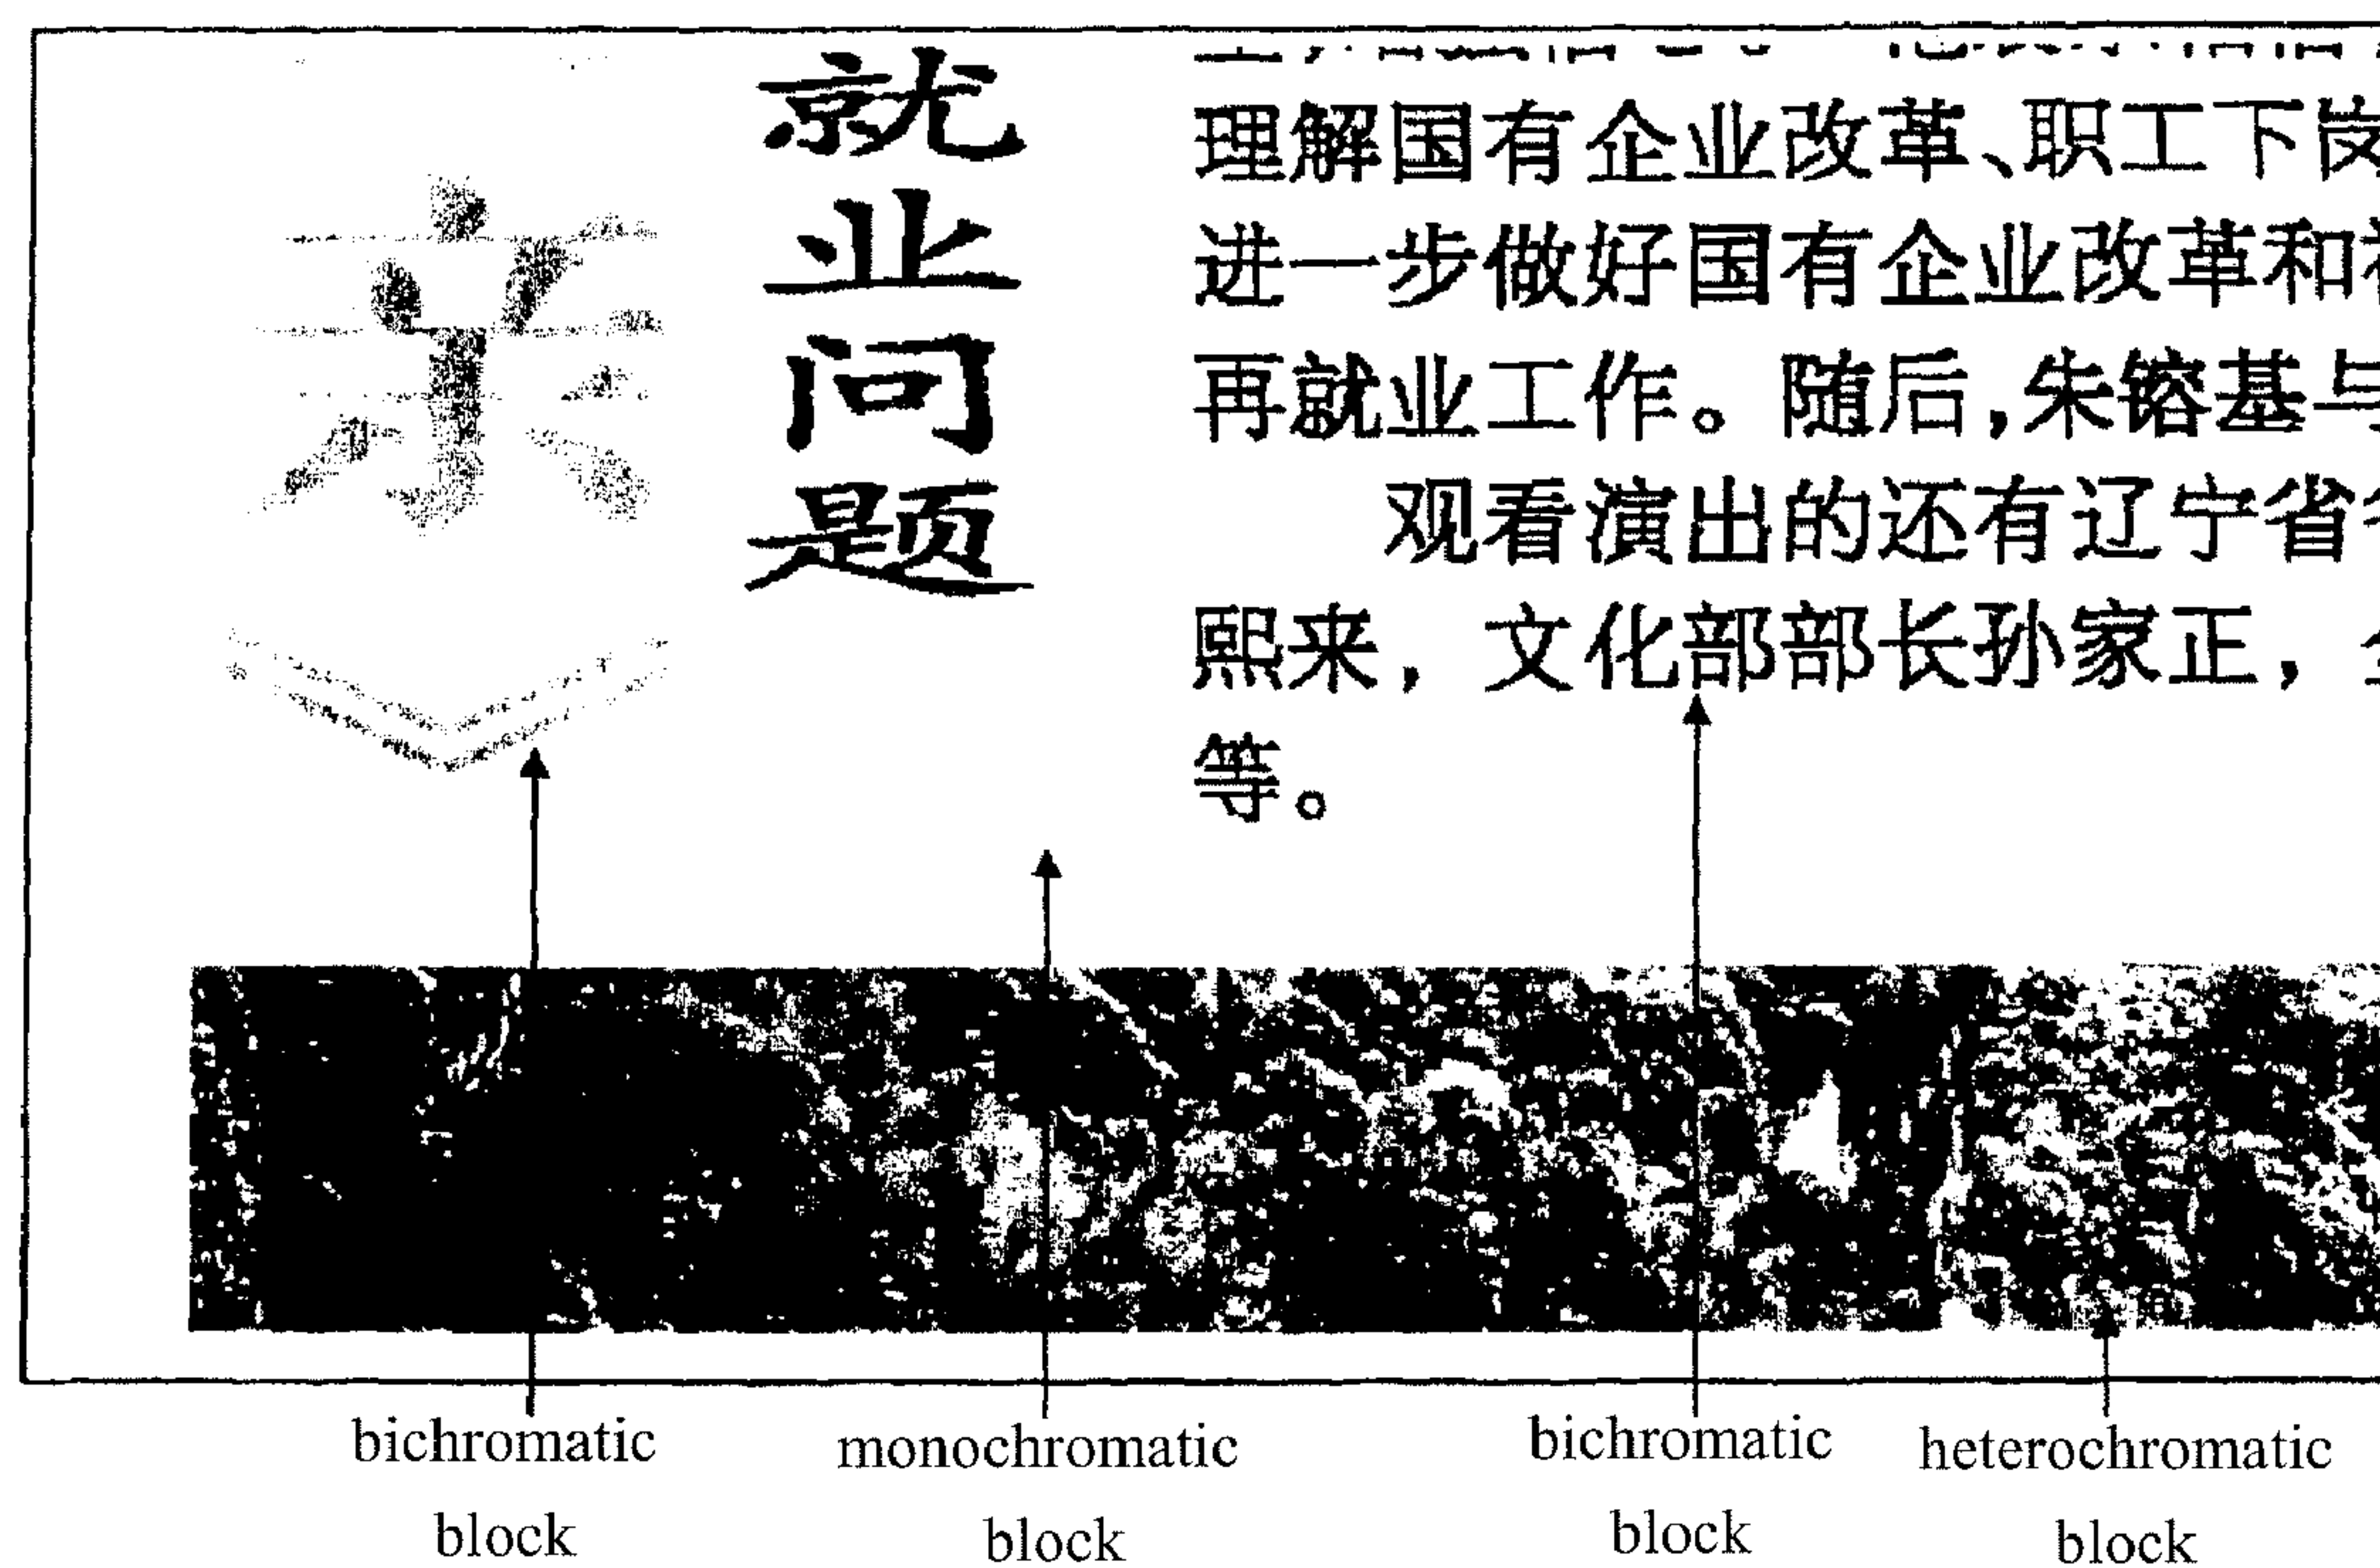 就
业
问
题
理解国有企业改革、职工下岗
进一步做好国有企业改革和
再就业工作。随后,朱镕基与
观看演出的还有辽宁省
熙来，文化部部长孙家正，
等。
bichromatic
block
monochromatic
block
bichromatic
block
heterochromatic
block